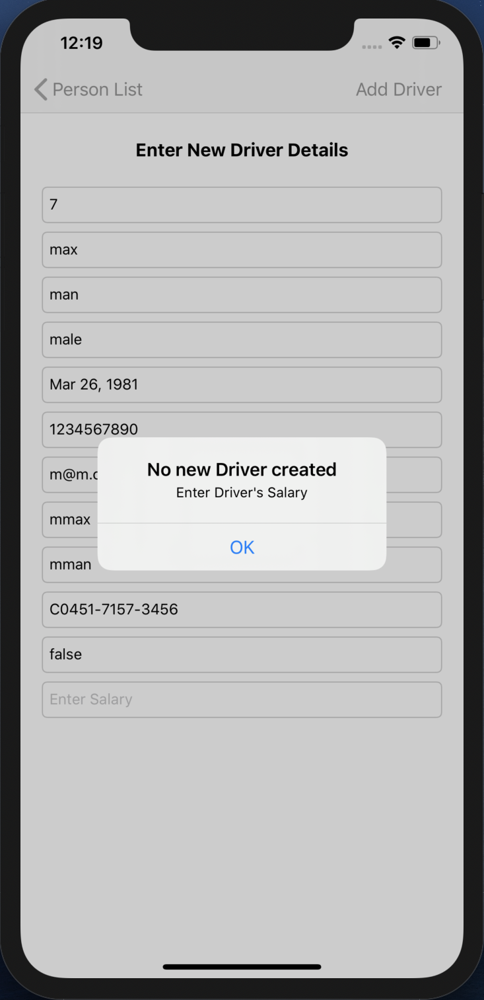 12:19
Person List
Add Driver
Enter New Driver Details
7
max
man
male
Mar 26, 1981
1234567890
m@m.
No new Driver created
Enter Driver's Salary
mmax
OK
mman
C0451-7157-3456
false
Enter Salary